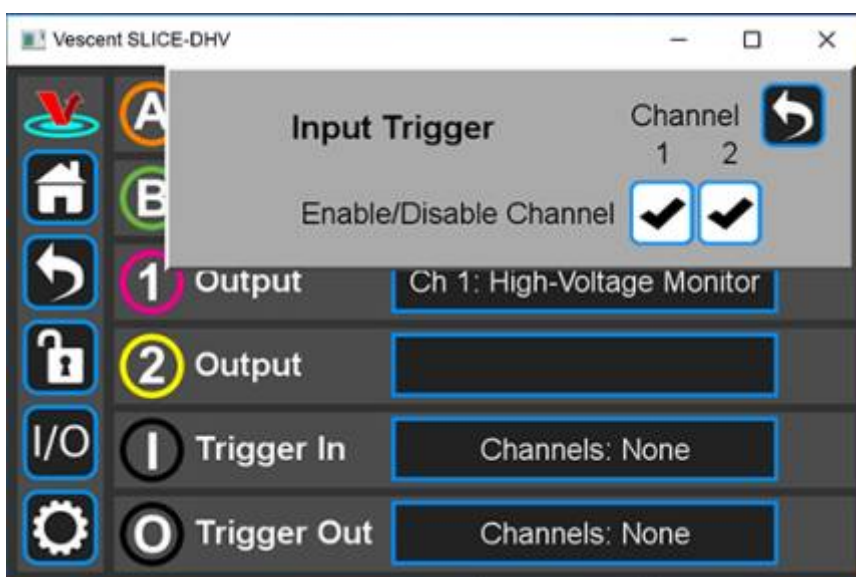 Vescent SLICE-DHV
V
A
Input Trigger
Channel
1 2
B
Enable/Disable Channel
1 Output Ch 1: High-Voltage Monitor
2 Output
I/O
I Trigger In Channels: None
O Trigger Out Channels: None